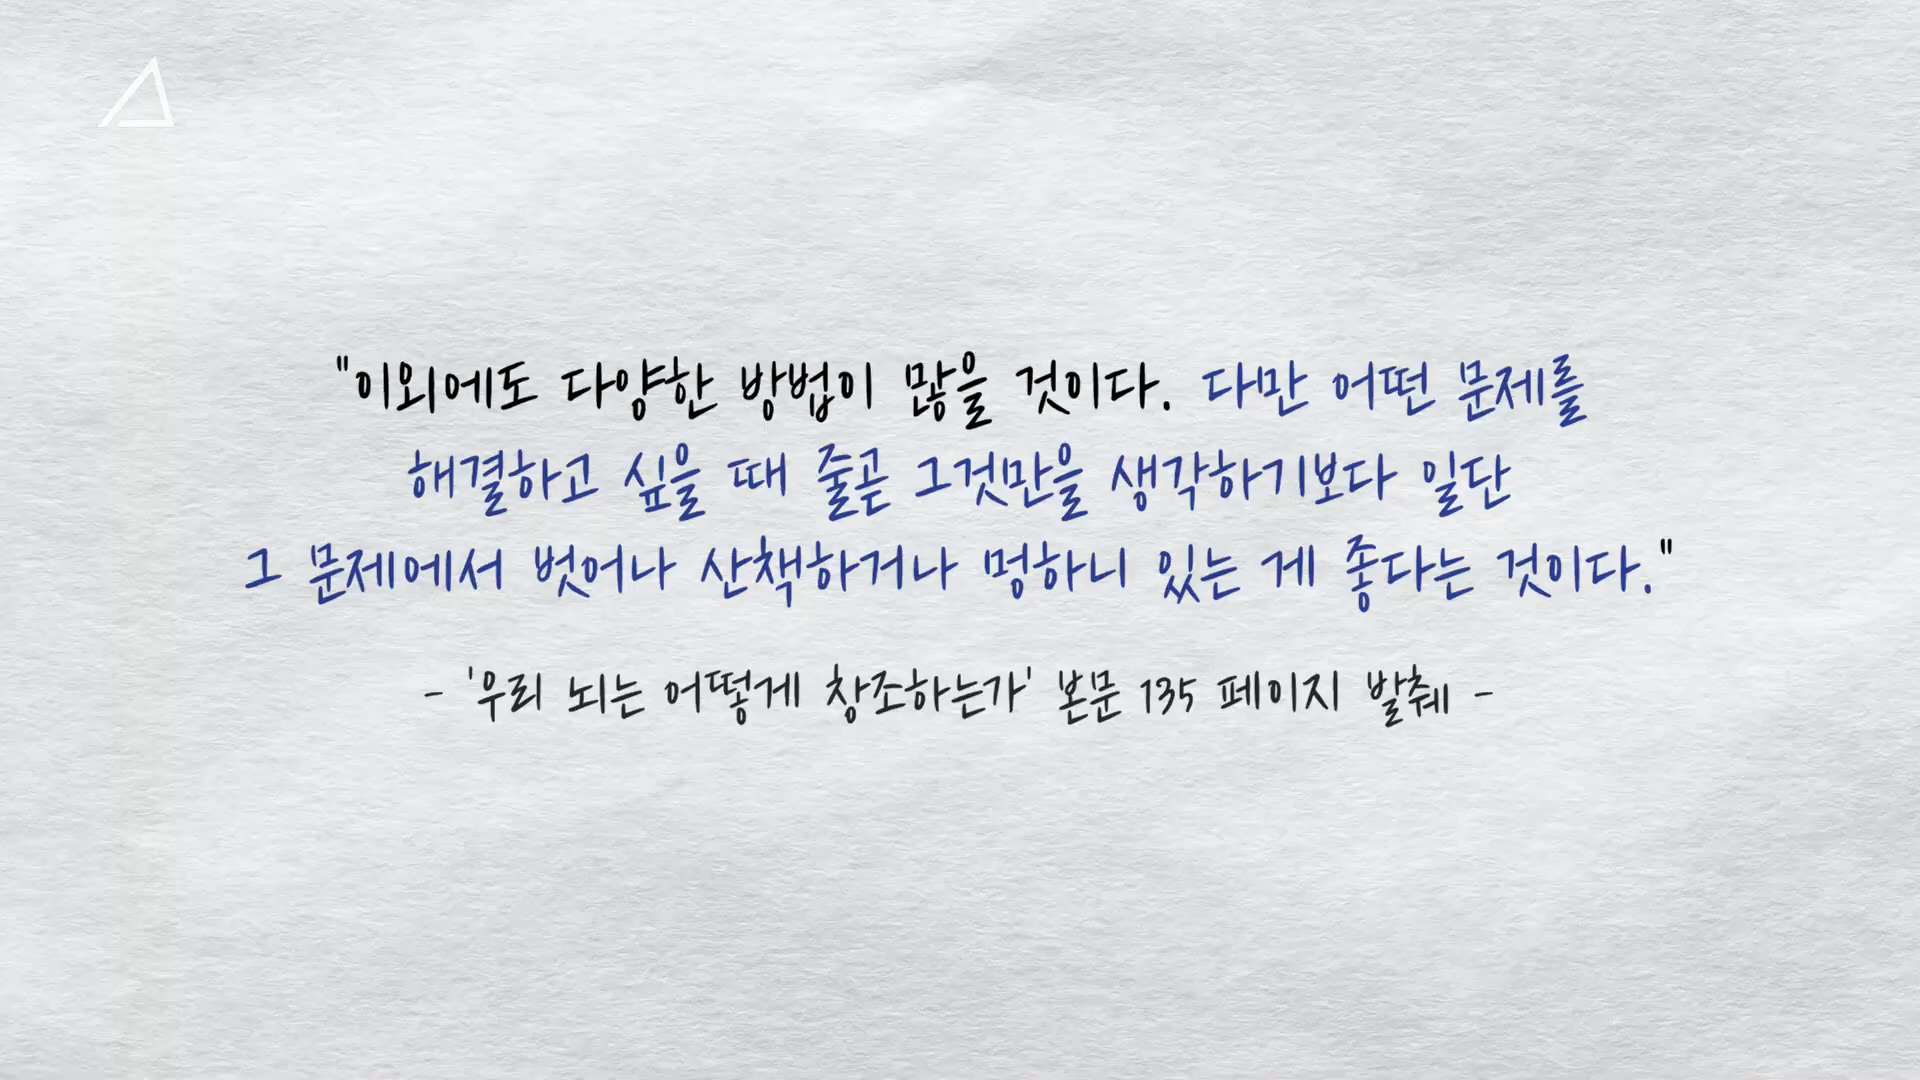 "이외에도 다양한 방법이 많을 것이다. 다만 어떤 문제를
해결하고 싶을 때 줄곧 그것만을 생각하기보다 일단
그 문제에서 벗어나 산책하거나 멍하니 있는 게 좋다는 것이다."
- '우리 뇌는 어떻게 창조하는가' 본문 135 페이지 발췌 -